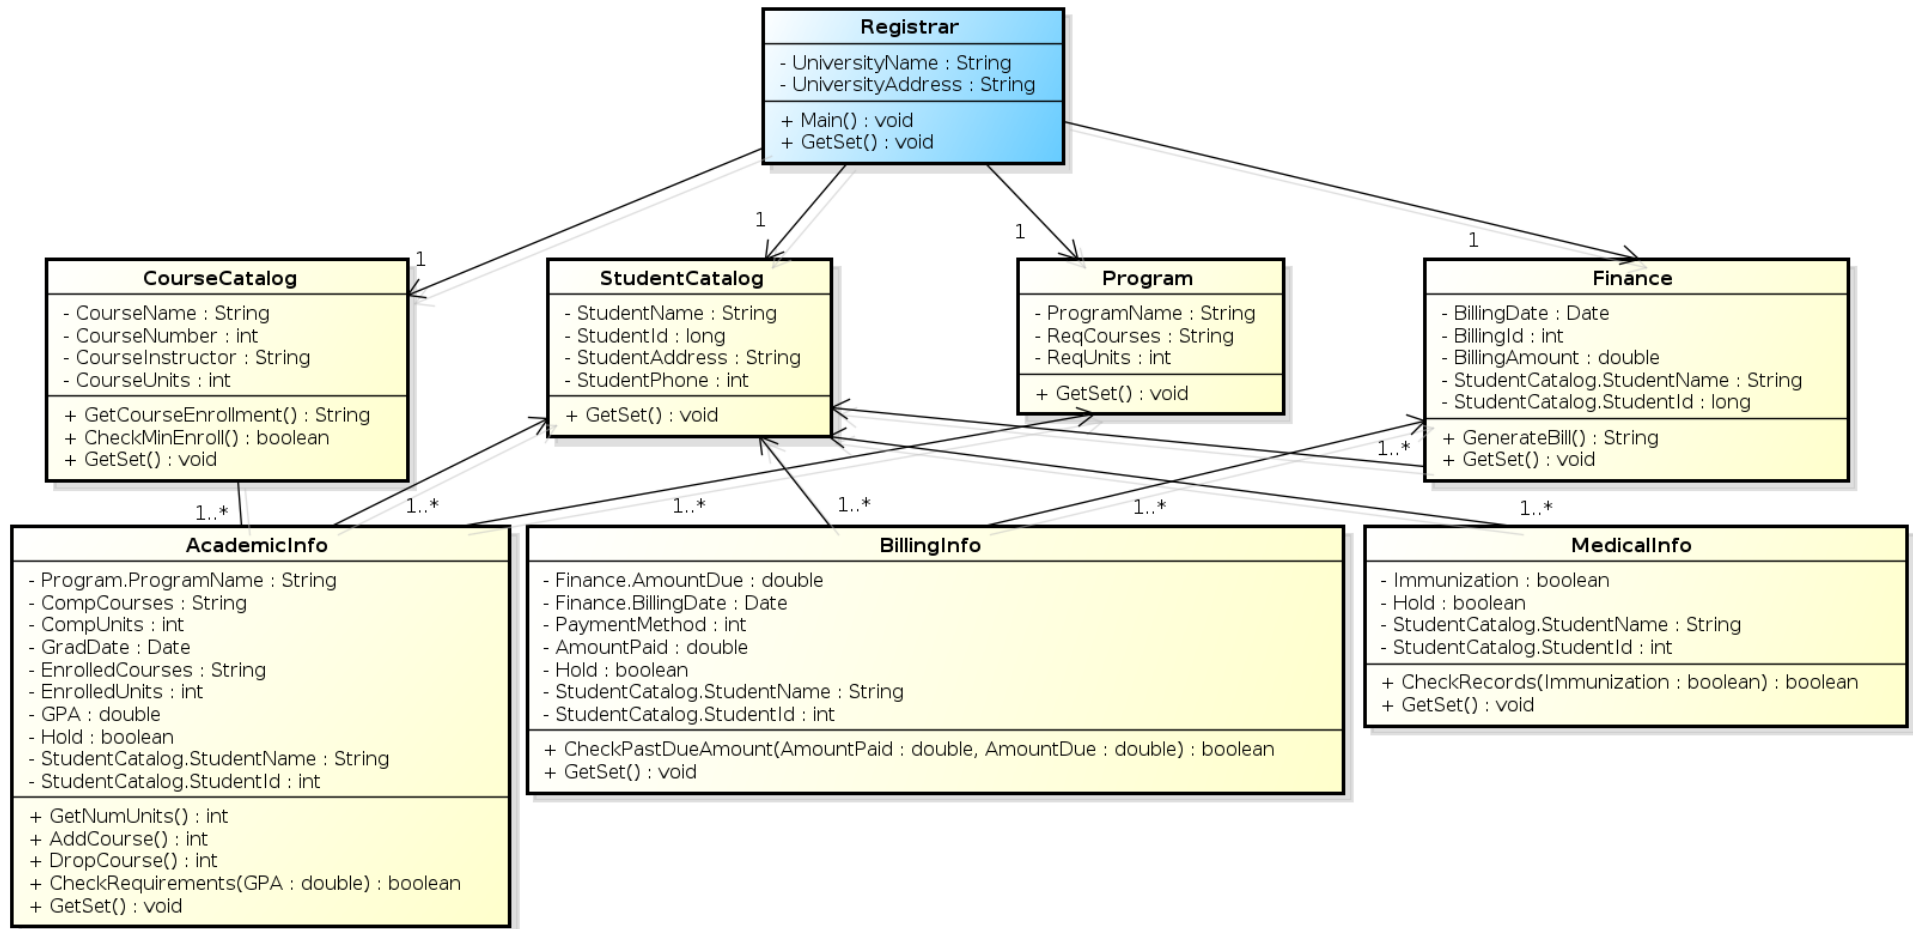 Registrar
- UniversityName : String
- UniversityAddress : String
+ Main() : void
+ GetSet() : void
1
1
1
1
CourseCatalog
- CourseName : String
- CourseNumber : int
- CourseInstructor : String
- CourseUnits : int
+ GetCourseEnrollment() : String
+ CheckMinEnroll() : boolean
+ GetSet() : void
StudentCatalog
- StudentName : String
- StudentId : long
- StudentAddress : String
- StudentPhone : int
+ GetSet() : void
Program
- ProgramName : String
- ReqCourses : String
- ReqUnits : int
+ GetSet() : void
Finance
- BillingDate : Date
- BillingId : int
- BillingAmount : double
- StudentCatalog.StudentName : String
- StudentCatalog.StudentId : long
+ GenerateBill() : String
+ GetSet() : void
1..*
1..*
1..*
1..*
1..*
1..*
1..*
AcademicInfo
- Program.ProgramName : String
- CompCourses : String
- CompUnits : int
- GradDate : Date
- EnrolledCourses : String
- EnrolledUnits : int
- GPA : double
- Hold : boolean
- StudentCatalog.StudentName : String
- StudentCatalog.StudentId : int
+ GetNumUnits() : int
+ AddCourse() : int
+ DropCourse() : int
+ CheckRequirements(GPA : double) : boolean
+ GetSet() : void
BillingInfo
- Finance.AmountDue : double
- Finance.BillingDate : Date
- PaymentMethod : int
- AmountPaid : double
- Hold : boolean
- StudentCatalog.StudentName : String
- StudentCatalog.StudentId : int
+ CheckPastDueAmount(AmountPaid : double, AmountDue : double) : boolean
+ GetSet() : void
MedicalInfo
- Immunization : boolean
- Hold : boolean
- StudentCatalog.StudentName : String
- StudentCatalog.StudentId : int
+ CheckRecords(Immunization : boolean) : boolean
+ GetSet() : void